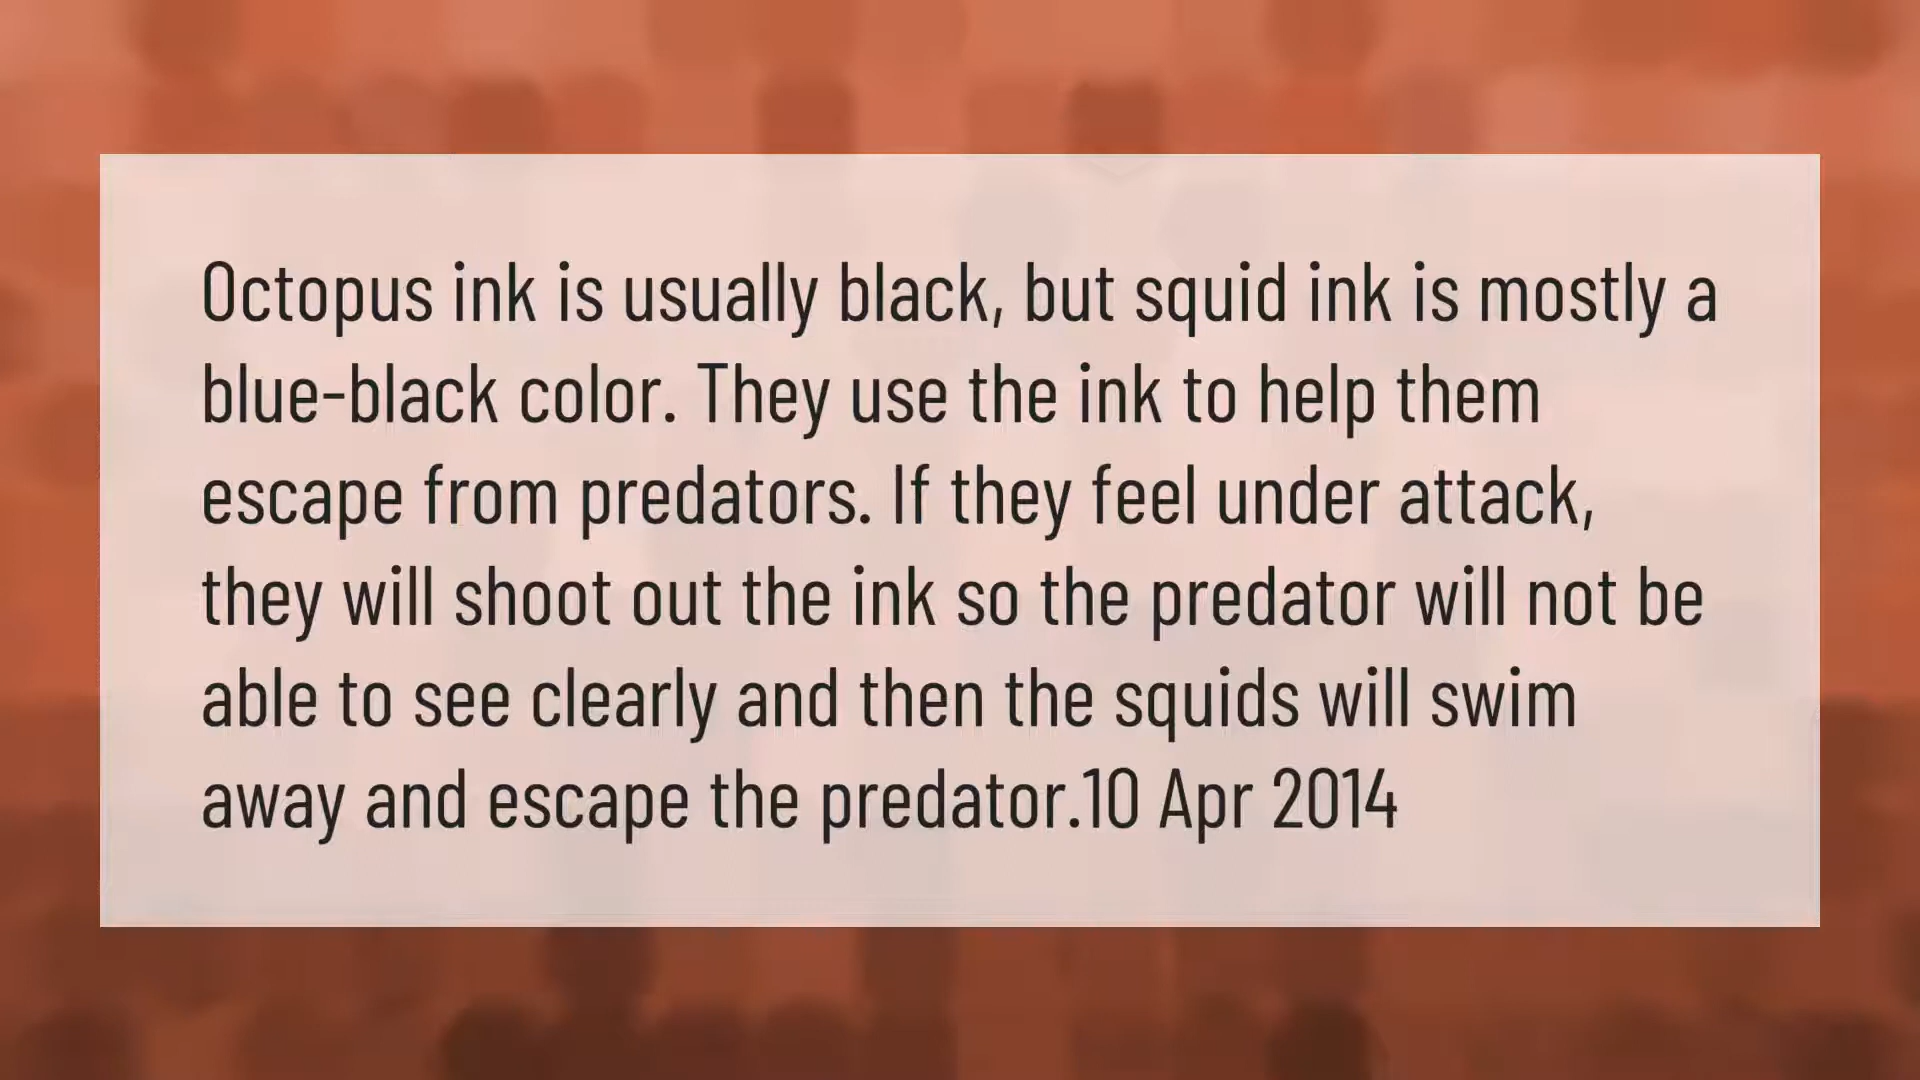 Octopus ink is usually black, but squid ink is mostly a
blue-black color. They use the ink to help them
escape from predators. If they feel under attack,
they will shoot out the ink so the predator will not be
able to see clearly and then the squids will swim
away and escape the predator.10 Apr 2014